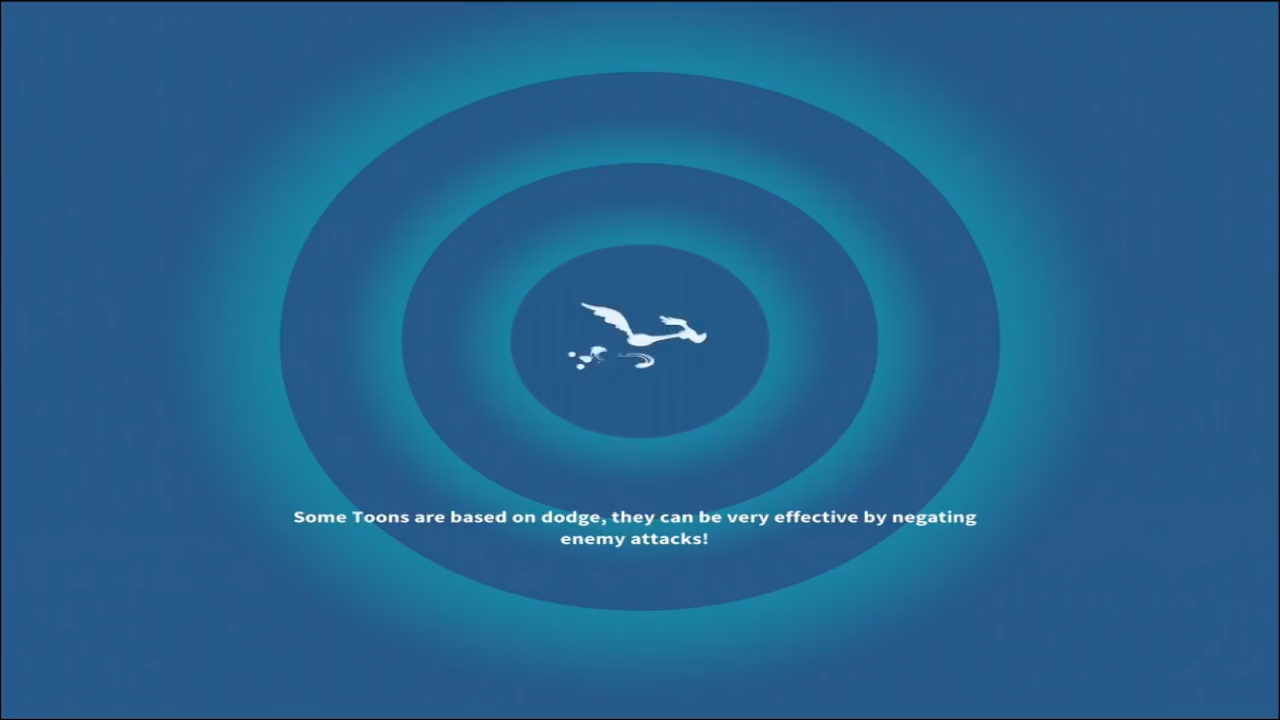 Some Toons are based on dodge, they can be very effective by negating
enemy attacks!